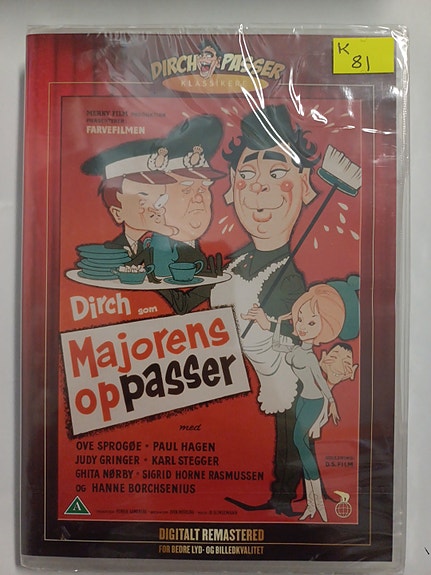 DIRCH PASSER
KLASSIKERE
K
81
MERRY FILM
FARVEFILMEN
Dirch som
Majorens
oppasser
med
OVE SPROGØE • PAUL HAGEN
JUDY GRINGER • KARL STEGGER
GHITA NØRBY • SIGRID HORNE RASMUSSEN
OG HANNE BORCHSENIUS
A
DIGITALT REMASTERED
FOR BEDRE LYD- OG BILLEDKVALITET